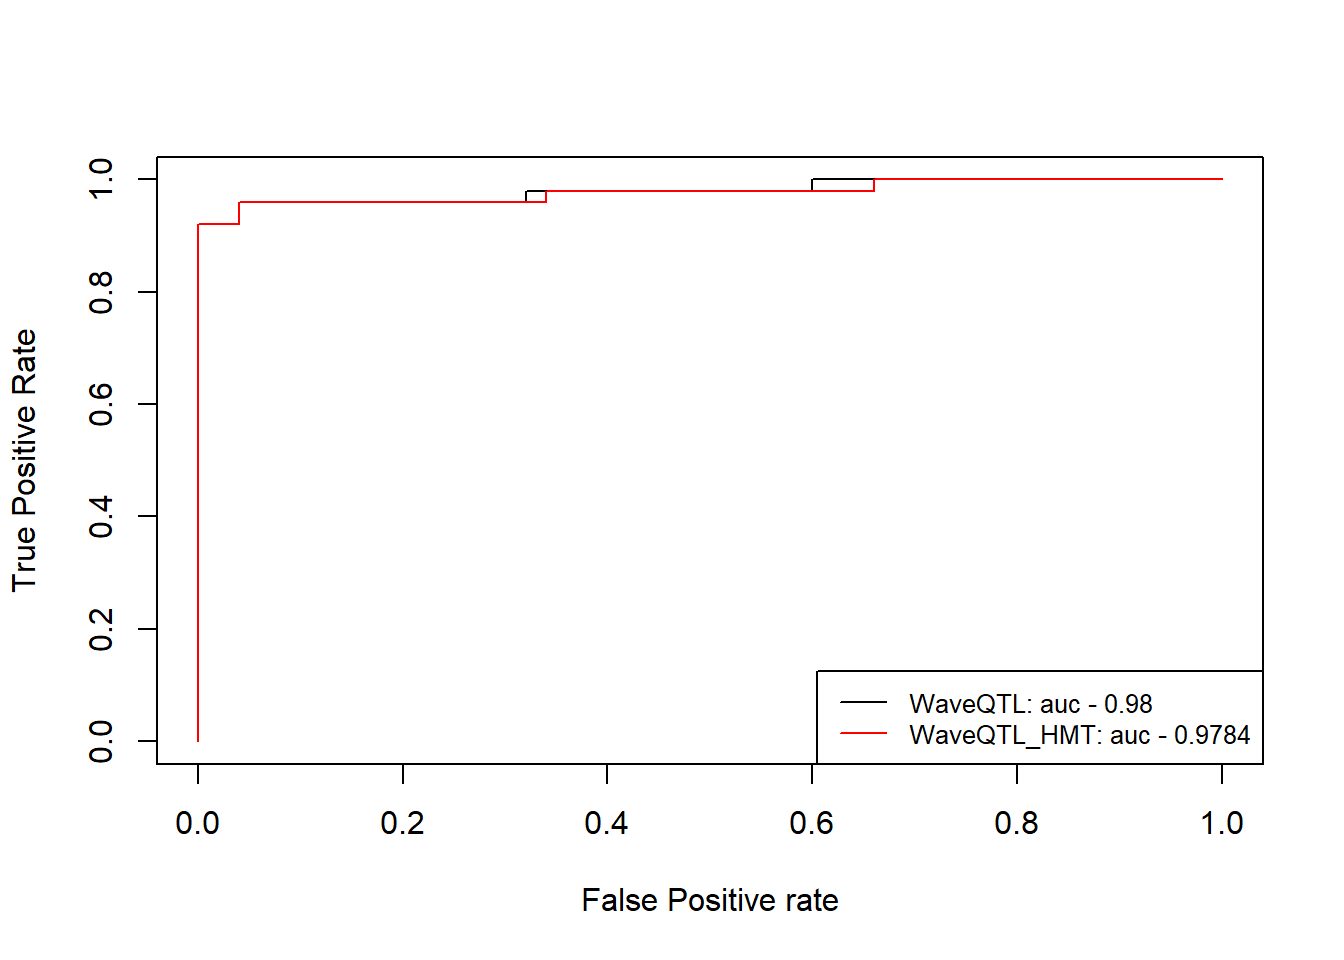 True Positive Rate
1.0
0.8
0.6
0.4
0.2
0.0
WaveQTL: auc - 0.98
WaveQTL_HMT: auc - 0.9784
0.0 0.2 0.4 0.6 0.8 1.0
False Positive rate